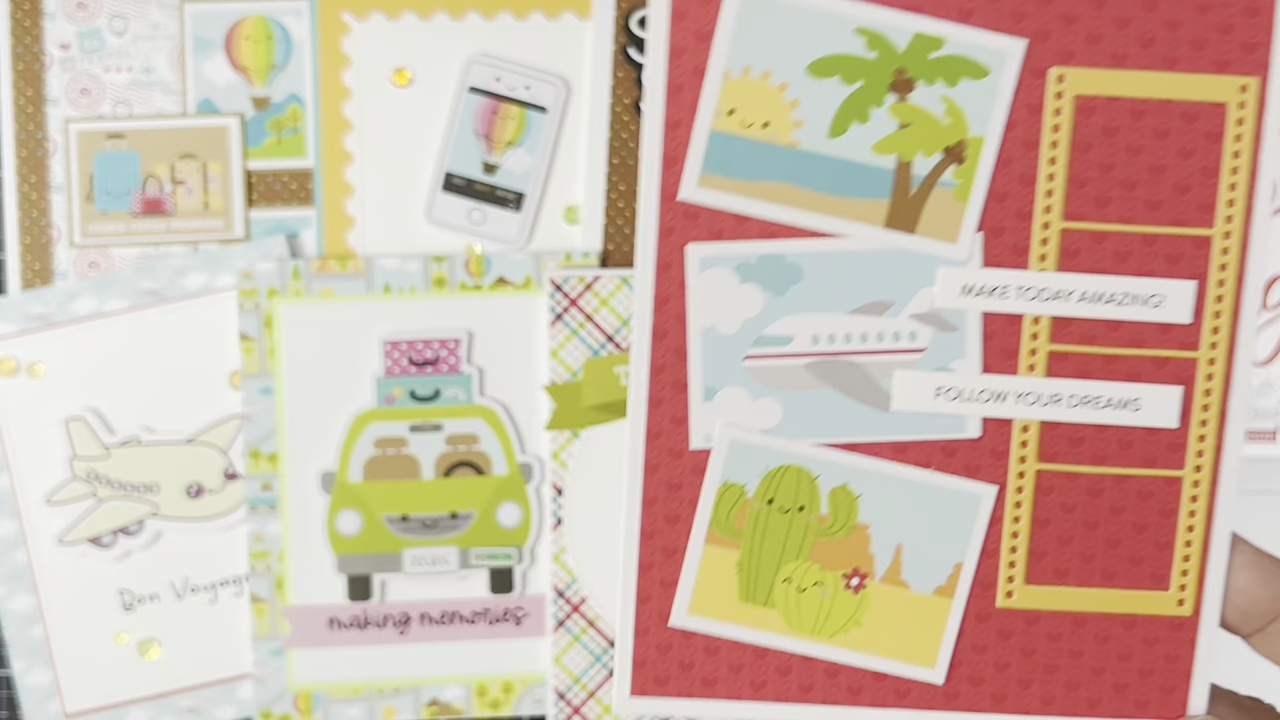 MAKE TODAY AMAZING!
FOLLOW YOUR DREAMS
Bon Voyage
making memories